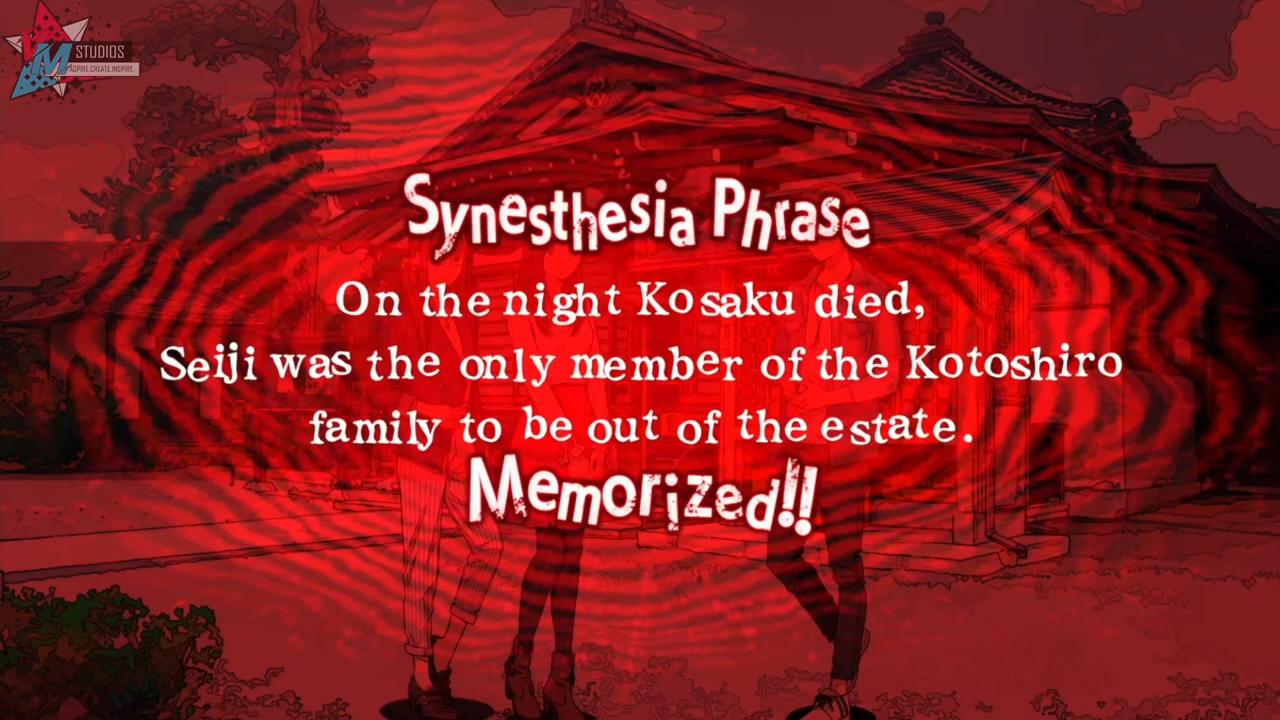 M STUDIOS
ASPIRE.CREATE.INSPIRE.
Synesthesia Phrase
On the night Kosaku died,
Seiji was the only member of the Kotoshiro
family to be out of the estate.
Memorized!!